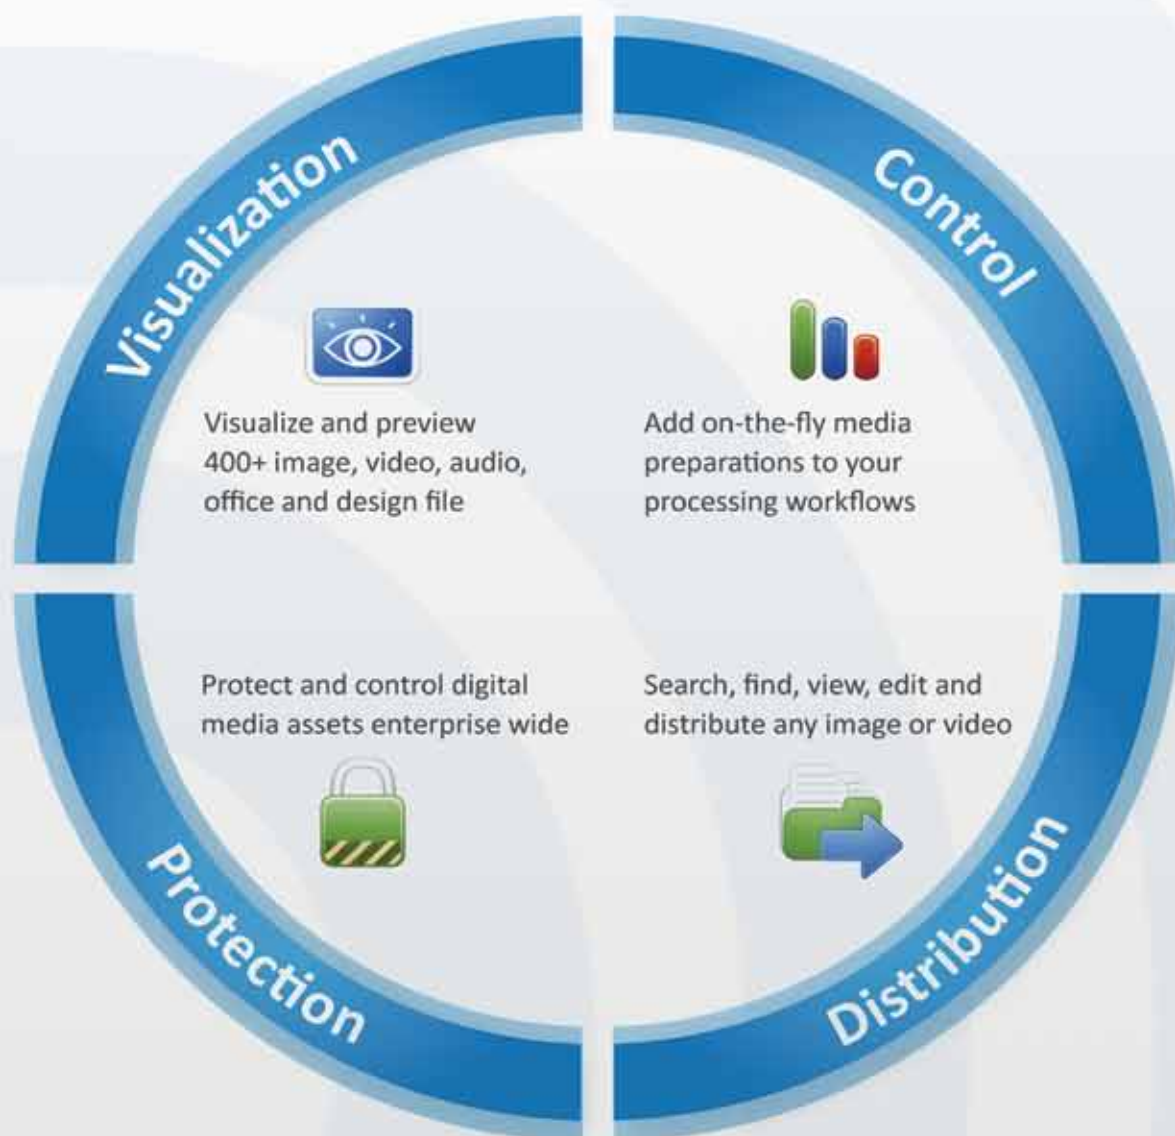 Visualization
Visualize and preview
400+ image, video, audio,
office and design file
Control
Add on-the-fly media
preparations to your
processing workflows
Protection
Protect and control digital
media assets enterprise wide
Distribution
Search, find, view, edit and
distribute any image or video